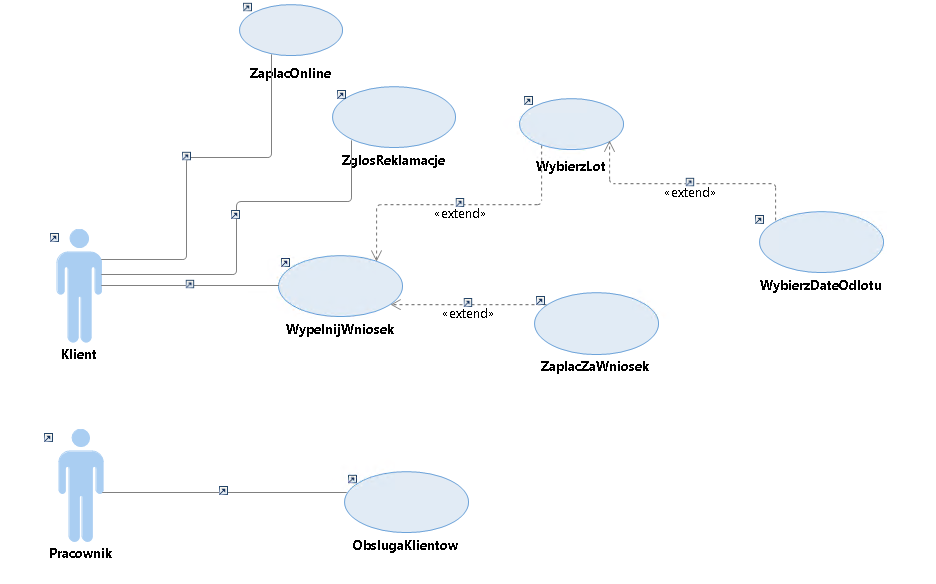 ZaplacOnline
ZglosReklamacje
WybierzLot
«extend»
«extend»
WybierzDateOdlotu
WypelnijWniosek
«extend»
Klient
ZaplacZaWniosek
Pracownik
ObslugaKlientow